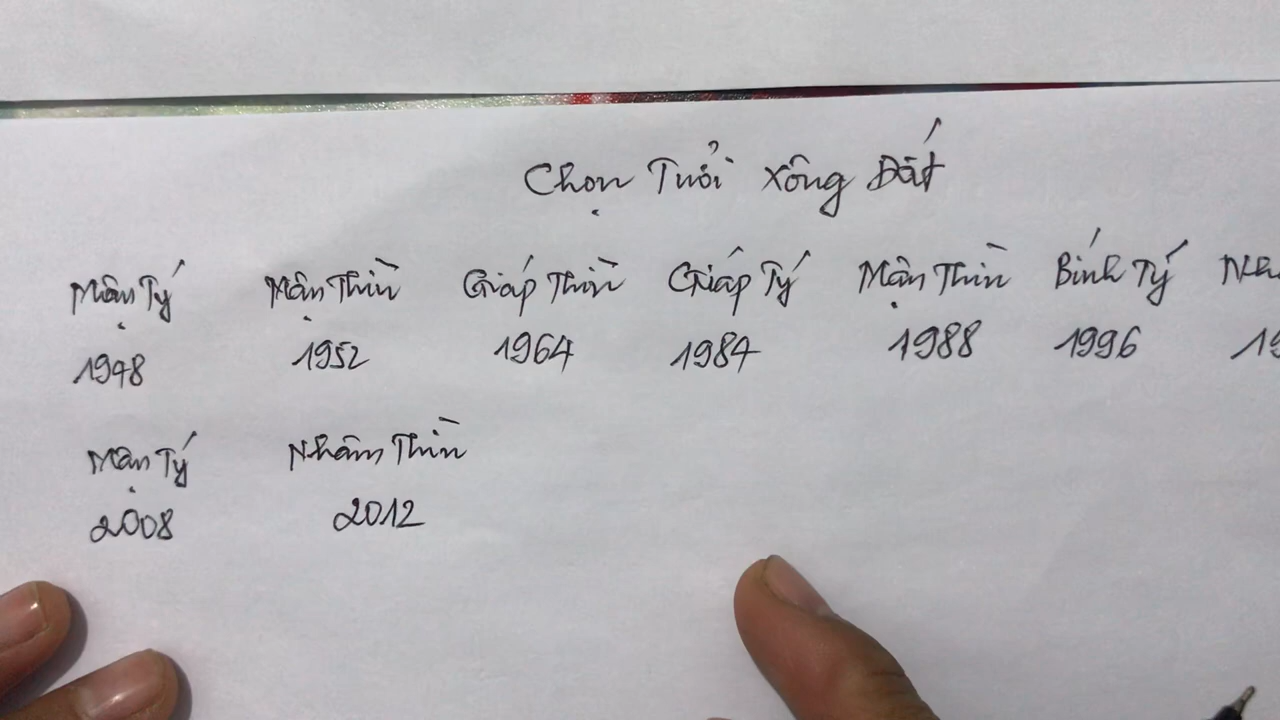 Chọn Tuổi Xông Đất
Mậu Tý Mậu Thìn Giáp Thìn Giáp Tý Mậu Thìn Bính Tý
1948 1952 1964 1984 1988 1996
Mậu Tý Nhâm Thìn
2008 2012